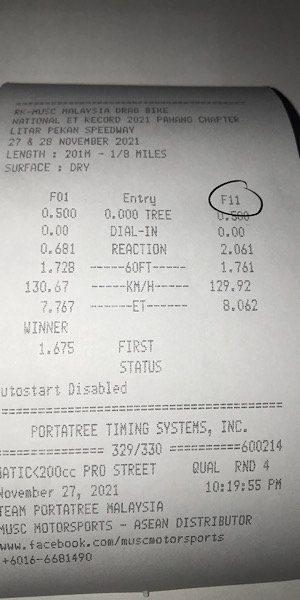 RK-MUSC MALAYSIA DRAG BIKE
NATIONAL ET RECORD 2021 PAHANG CHAPTER
LITAR PEKAN SPEEDWAY
27 & 28 NOVEMBER 2021
LENGTH : 201M - 1/8 MILES
SURFACE : DRY
F01 Entry F11
0.500 0.000 TREE 0.500
0.00 DIAL-IN 0.00
0.681 REACTION 2.061
1.728 ------60FT------ 1.761
130.67 ------KM/H------ 129.92
7.767 -------ET------- 8.062
WINNER
1.675 FIRST
STATUS
utostart Disabled
PORTATREE TIMING SYSTEMS, INC.
============== 329/330 ==========600214
MATIC<200cc PRO STREET QUAL RND 4
November 27, 2021 10:19:55 PM
TEAM PORTATREE MALAYSIA
MUSC MOTORSPORTS - ASEAN DISTRIBUTOR
www.facebook.com/muscmotorsports
+6016-6681490